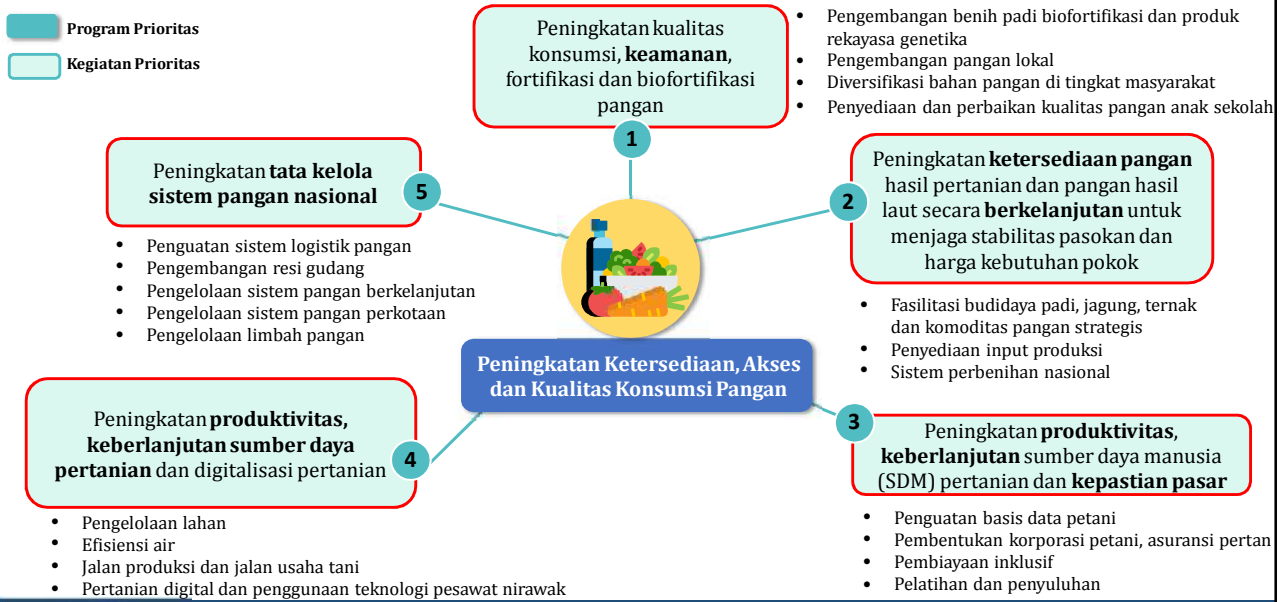 Program Prioritas
Kegiatan Prioritas
Peningkatan kualitas
konsumsi, keamanan,
fortifikasi dan biofortifikasi
pangan
1
• Pengembangan benih padi biofortifikasi dan produk
rekayasa genetika
• Pengembangan pangan lokal
• Diversifikasi bahan pangan di tingkat masyarakat
• Penyediaan dan perbaikan kualitas pangan anak sekolah
Peningkatan ketersediaan pangan
hasil pertanian dan pangan hasil
laut secara berkelanjutan untuk
menjaga stabilitas pasokan dan
harga kebutuhan pokok
2
• Fasilitasi budidaya padi, jagung, ternak
dan komoditas pangan strategis
• Penyediaan input produksi
• Sistem perbenihan nasional
Peningkatan tata kelola
sistem pangan nasional
5
• Penguatan sistem logistik pangan
• Pengembangan resi gudang
• Pengelolaan sistem pangan berkelanjutan
• Pengelolaan sistem pangan perkotaan
• Pengelolaan limbah pangan
Peningkatan Ketersediaan, Akses
dan Kualitas Konsumsi Pangan
3
Peningkatan produktivitas,
keberlanjutan sumber daya manusia
(SDM) pertanian dan kepastian pasar
• Penguatan basis data petani
• Pembentukan korporasi petani, asuransi pertan
• Pembiayaan inklusif
• Pelatihan dan penyuluhan
Peningkatan produktivitas,
keberlanjutan sumber daya
pertanian dan digitalisasi pertanian
4
• Pengelolaan lahan
• Efisiensi air
• Jalan produksi dan jalan usaha tani
• Pertanian digital dan penggunaan teknologi pesawat nirawak